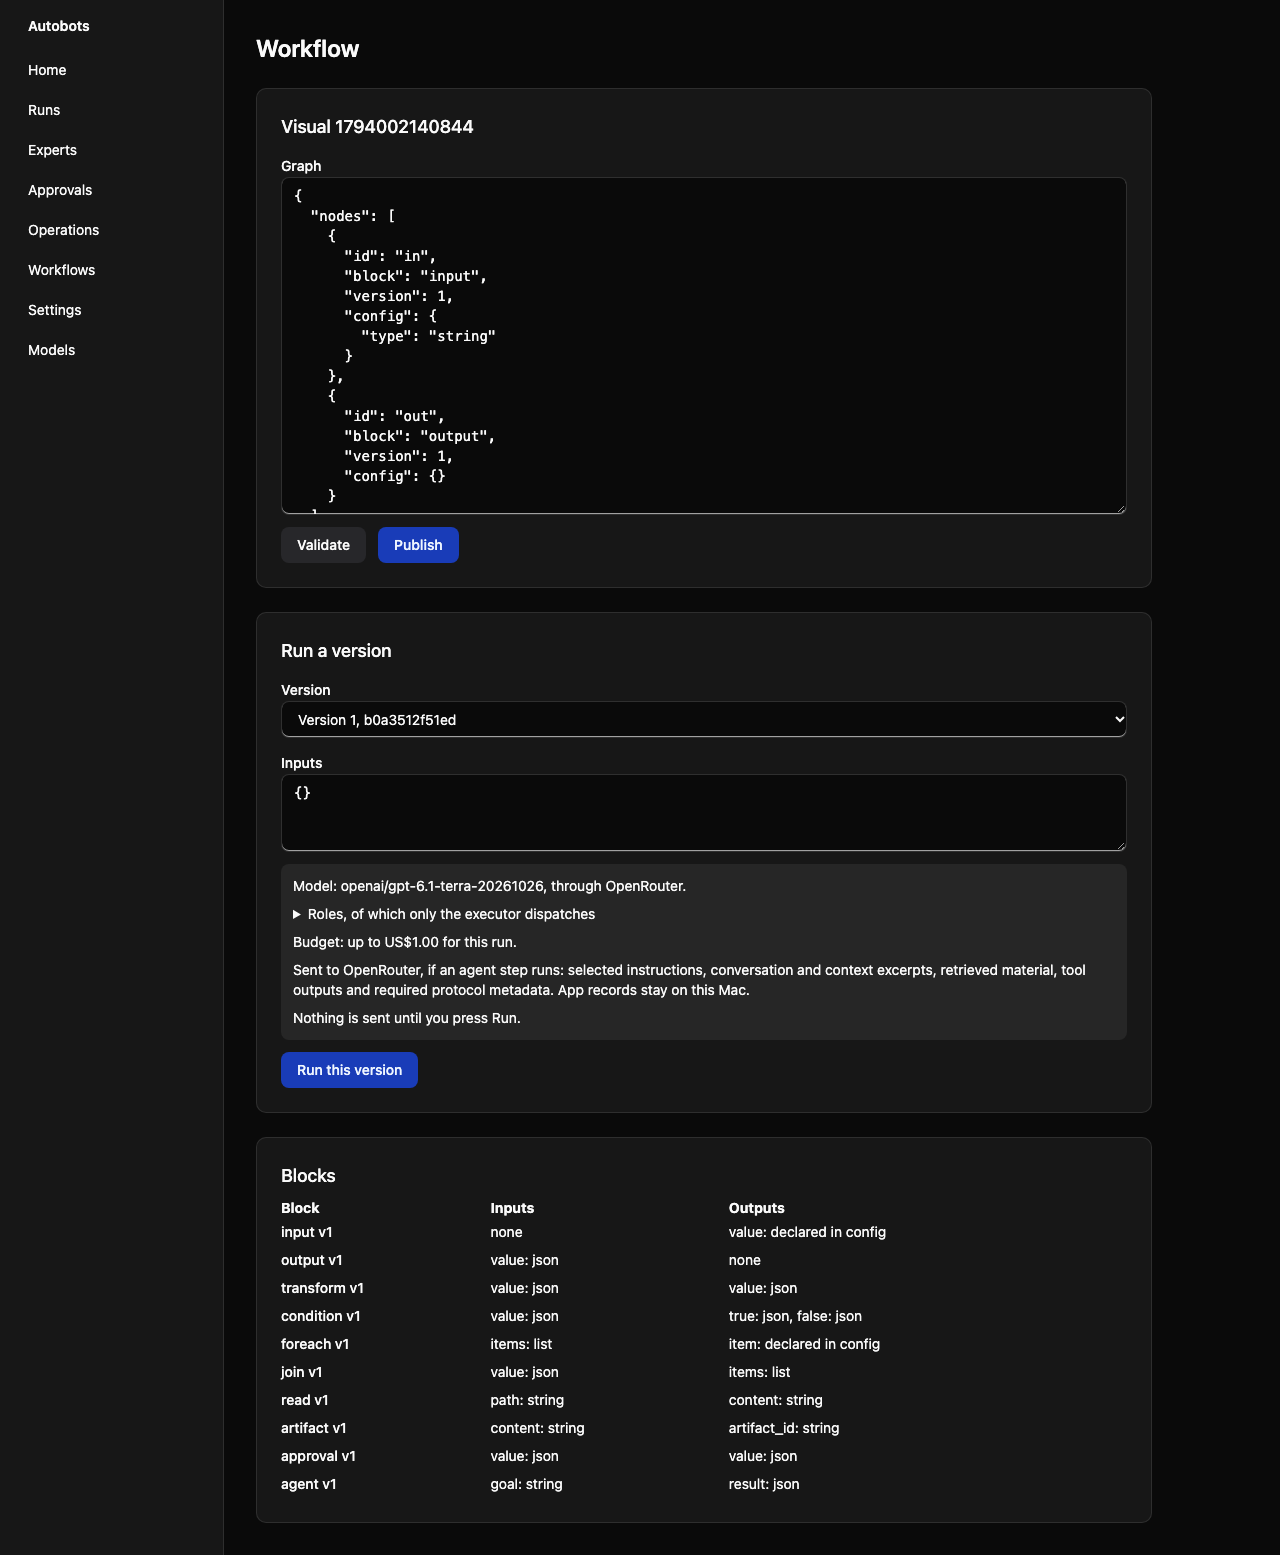 Autobots
Home
Runs
Experts
Approvals
Operations
Workflows
Settings
Models
Workflow
Visual 1794002140844
Graph
{
  "nodes": [
    {
      "id": "in",
      "block": "input",
      "version": 1,
      "config": {
        "type": "string"
      }
    },
    {
      "id": "out",
      "block": "output",
      "version": 1,
      "config": {}
    }
Validate Publish
Run a version
Version
Version 1, b0a3512f51ed
Inputs
{}
Model: openai/gpt-6.1-terra-20261026, through OpenRouter.
Roles, of which only the executor dispatches
Budget: up to US$1.00 for this run.
Sent to OpenRouter, if an agent step runs: selected instructions, conversation and context excerpts, retrieved material, tool
outputs and required protocol metadata. App records stay on this Mac.
Nothing is sent until you press Run.
Run this version
Blocks
Block Inputs Outputs
input v1 none value: declared in config
output v1 value: json none
transform v1 value: json value: json
condition v1 value: json true: json, false: json
foreach v1 items: list item: declared in config
join v1 value: json items: list
read v1 path: string content: string
artifact v1 content: string artifact_id: string
approval v1 value: json value: json
agent v1 goal: string result: json